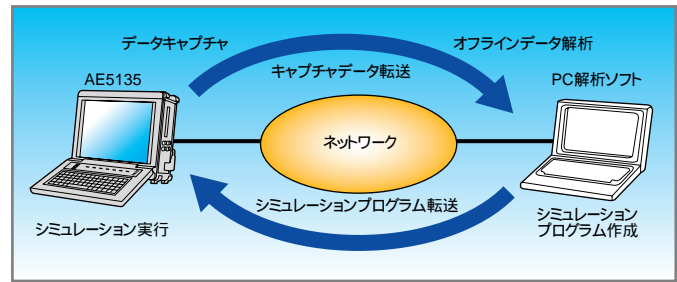 データキャプチャ
オフラインデータ解析
キャプチャデータ転送
AE5135
PC解析ソフト
ネットワーク
シミュレーションプログラム転送
シミュレーション実行
シミュレーション
プログラム作成